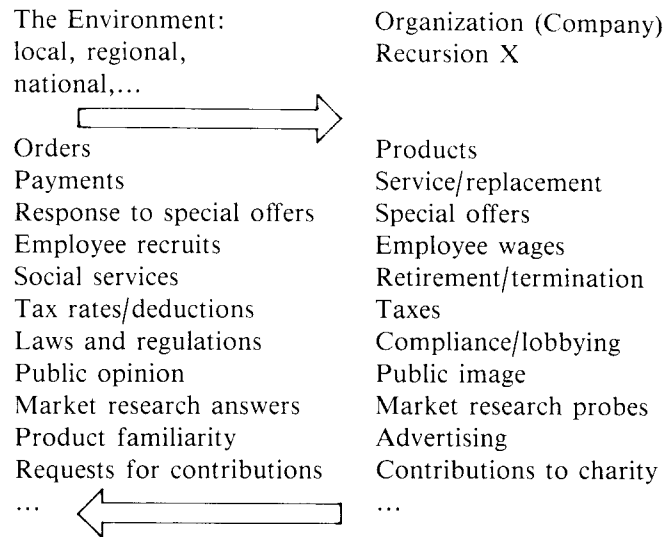 The Environment:
local, regional,
national,...
Organization (Company)
Recursion X
Orders
Payments
Response to special offers
Employee recruits
Social services
Tax rates/deductions
Laws and regulations
Public opinion
Market research answers
Product familiarity
Requests for contributions
...
Products
Service/replacement
Special offers
Employee wages
Retirement/termination
Taxes
Compliance/lobbying
Public image
Market research probes
Advertising
Contributions to charity
...